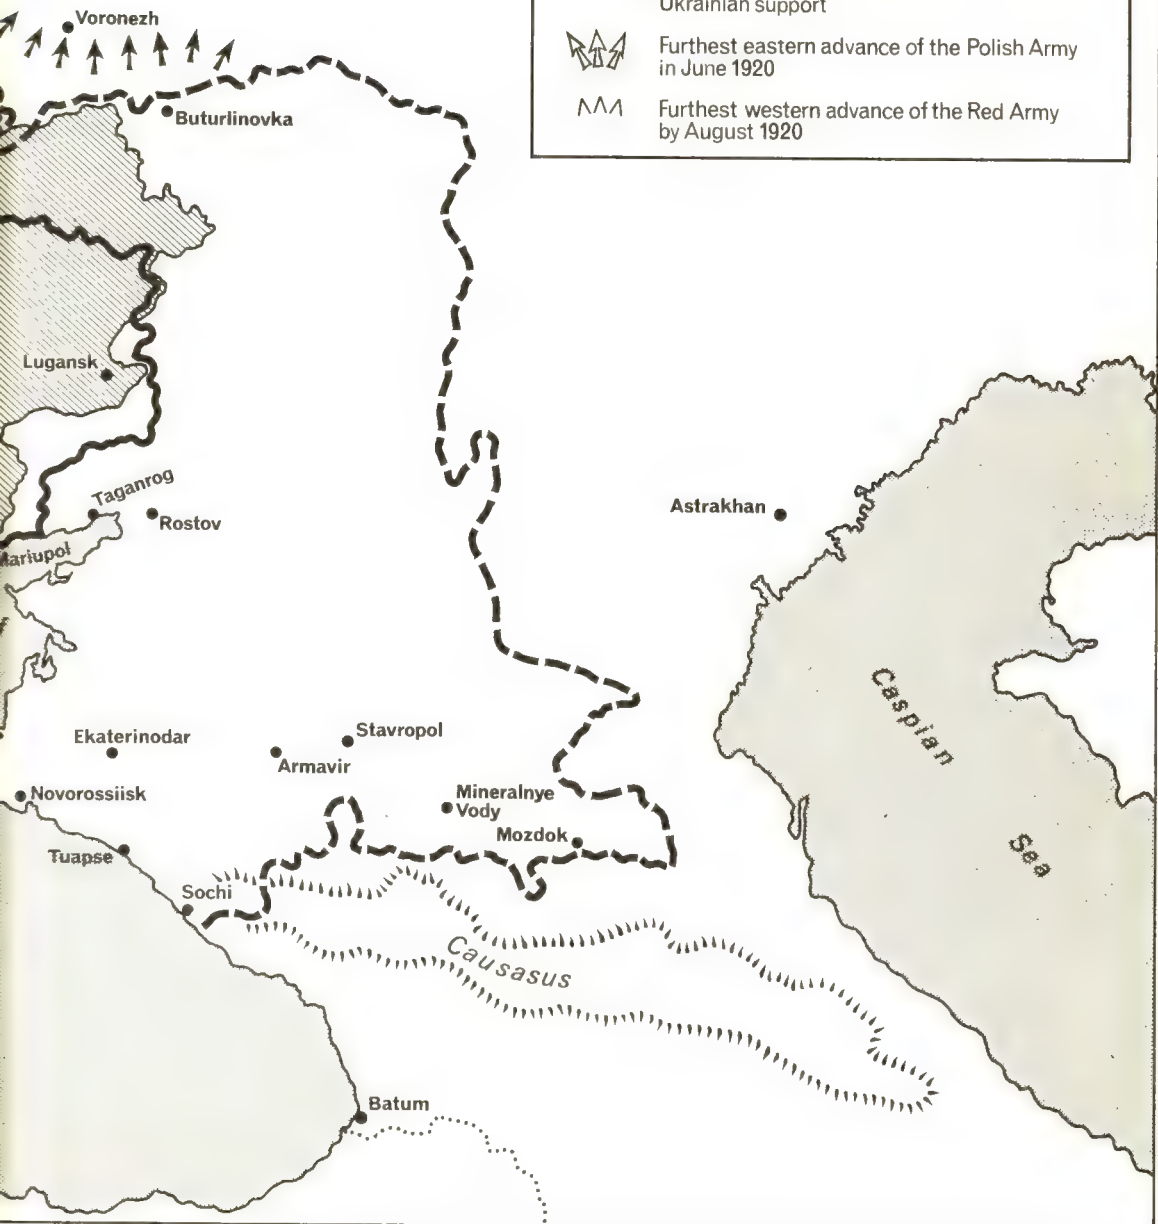 Ukrainian support
Furthest eastern advance of the Polish Army
in June 1920
Furthest western advance of the Red Army
by August 1920
Voronezh
Buturlinovka
Lugansk
Taganrog
Rostov
Mariupol
Astrakhan
Caspian
Sea
Ekaterinodar
Stavropol
Armavir
Novorossiisk
Mineralnye
Vody
Mozdok
Tuapse
Sochi
Causasus
Batum